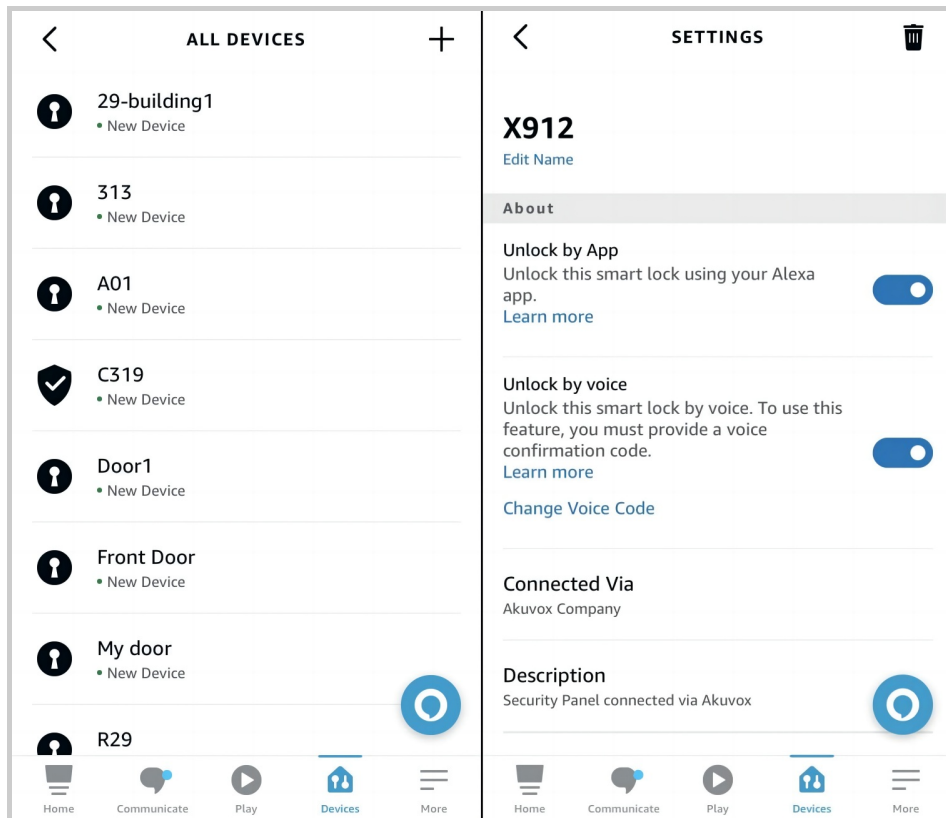 ALL DEVICES
29-building1
New Device
313
New Device
A01
New Device
C319
New Device
Door1
New Device
Front Door
New Device
My door
New Device
R29
Home
Communicate
Play
Devices
More
SETTINGS
X912
Edit Name
About
Unlock by App
Unlock this smart lock using your Alexa
app.
Learn more
Unlock by voice
Unlock this smart lock by voice. To use this
feature, you must provide a voice
confirmation code.
Learn more
Change Voice Code
Connected Via
Akuvox Company
Description
Security Panel connected via Akuvox
Home
Communicate
Play
Devices
More